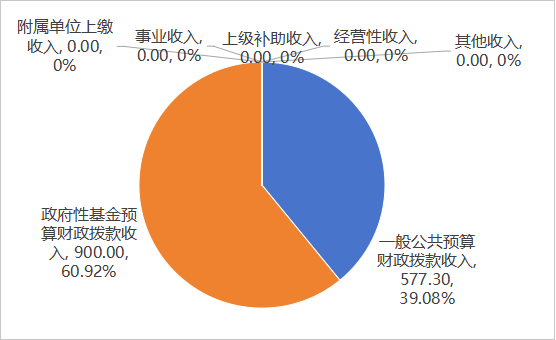 附属单位上缴
收入, 0.00,
0%
事业收入,
0.00, 0%
上级补助收入,
0.00, 0%
经营性收入,
0.00, 0%
其他收入,
0.00, 0%
政府性基金预
算财政拨款收
入, 900.00,
60.92%
一般公共预算
财政拨款收入,
577.30,
39.08%